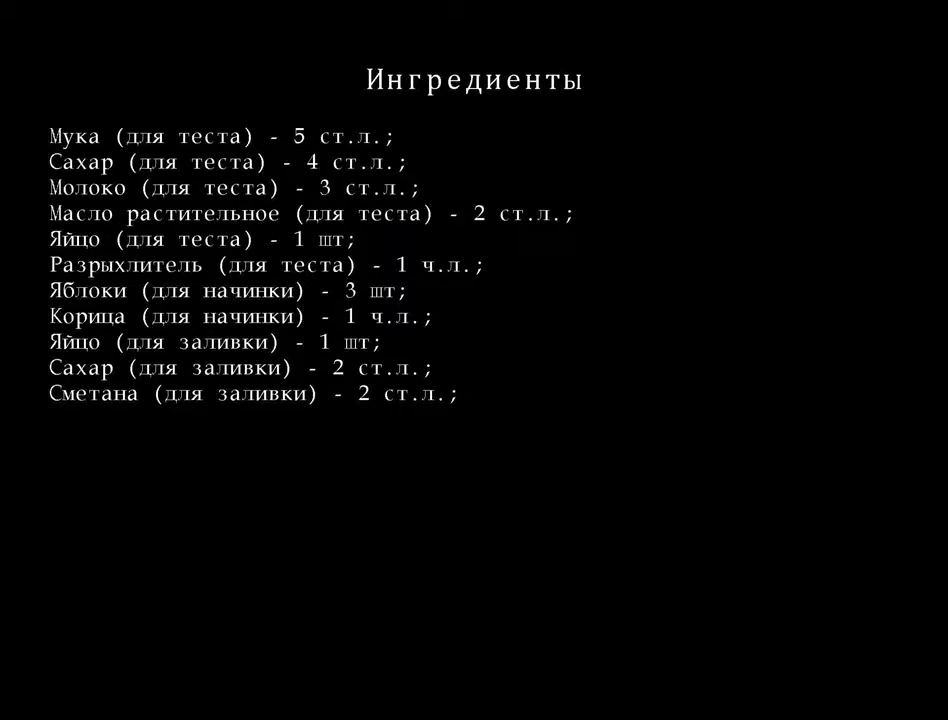 Ингредиенты
Мука (для теста) - 5 ст.л.;
Сахар (для теста) - 4 ст.л.;
Молоко (для теста) - 3 ст.л.;
Масло растительное (для теста) - 2 ст.л.;
Яйцо (для теста) - 1 шт;
Разрыхлитель (для теста) - 1 ч.л.;
Яблоки (для начинки) - 3 шт;
Корица (для начинки) - 1 ч.л.;
Яйцо (для заливки) - 1 шт;
Сахар (для заливки) - 2 ст.л.;
Сметана (для заливки) - 2 ст.л.;